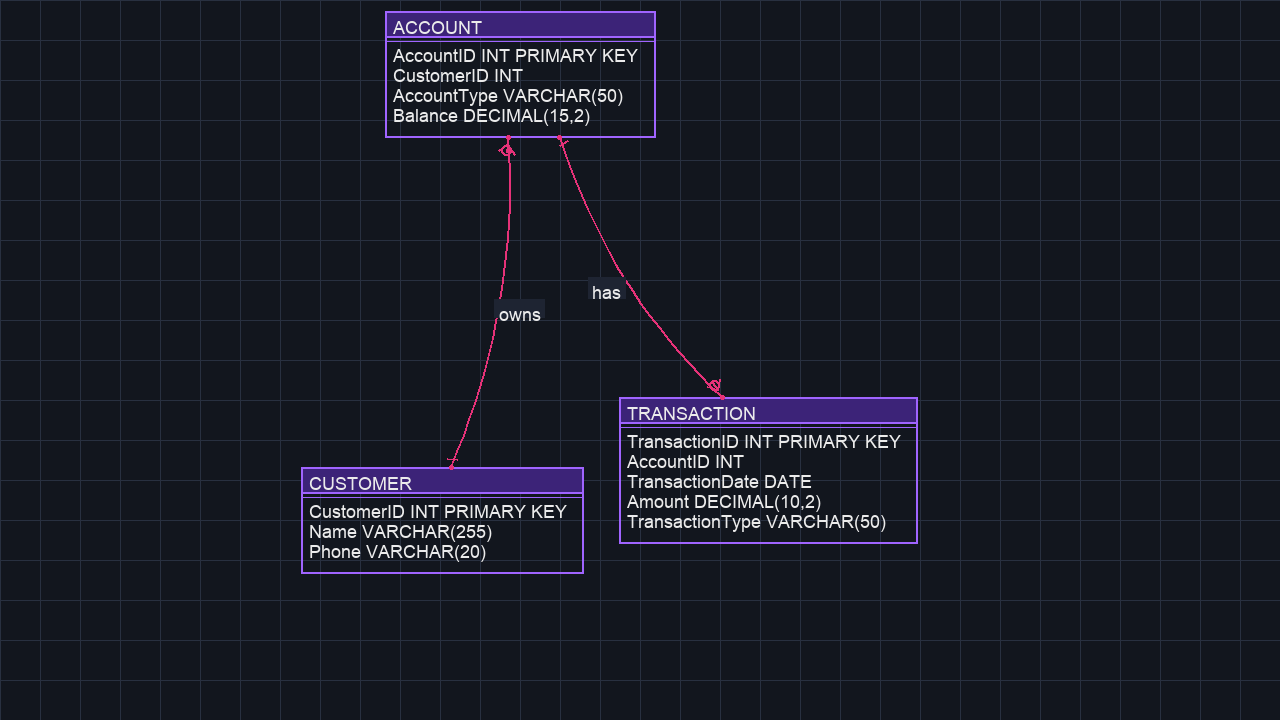 ACCOUNT
AccountID INT PRIMARY KEY
CustomerID INT
AccountType VARCHAR(50)
Balance DECIMAL(15,2)
has
owns
TRANSACTION
TransactionID INT PRIMARY KEY
AccountID INT
TransactionDate DATE
Amount DECIMAL(10,2)
TransactionType VARCHAR(50)
CUSTOMER
CustomerID INT PRIMARY KEY
Name VARCHAR(255)
Phone VARCHAR(20)